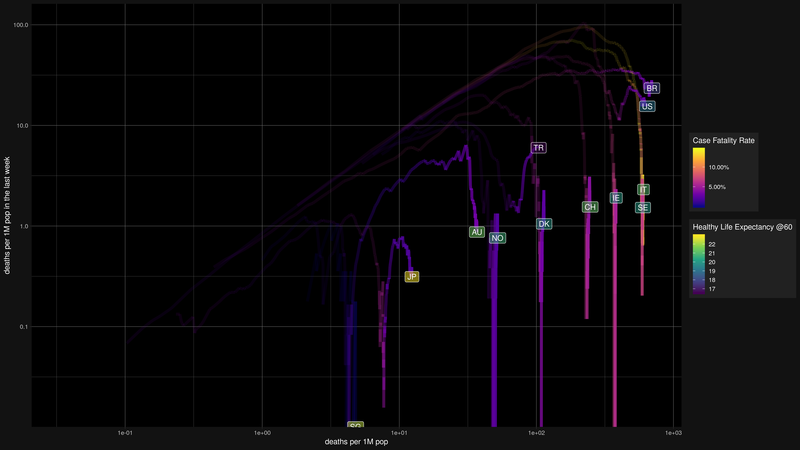 100.0
10.0
1.0
0.1
deaths per 1M pop in the last week
BR
US
TR
IT
IE
CH
SE
DK
AU
NO
JP
SG
1e-01
1e+00
1e+01
1e+02
1e+03
deaths per 1M pop
Case Fatality Rate
10.00%
5.00%
Healthy Life Expectancy @60
22
21
20
19
18
17